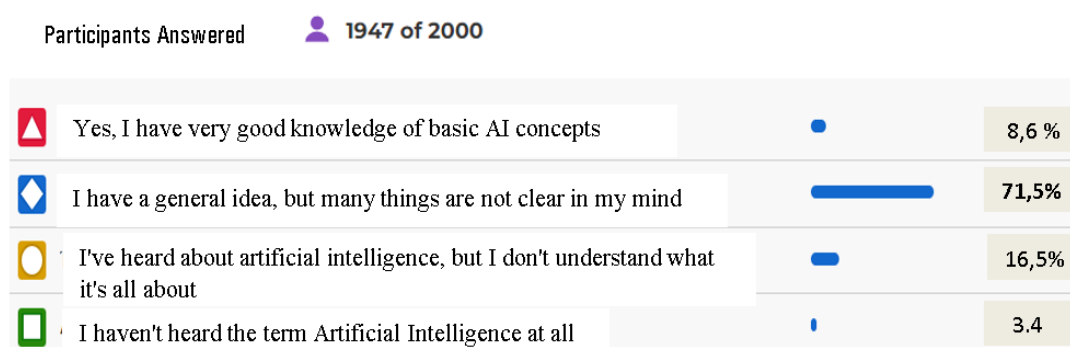 Participants Answered 1947 of 2000
Yes, I have very good knowledge of basic AI concepts 8,6 %
I have a general idea, but many things are not clear in my mind 71,5%
I've heard about artificial intelligence, but I don't understand what 16,5%
it's all about
I haven't heard the term Artificial Intelligence at all 3.4